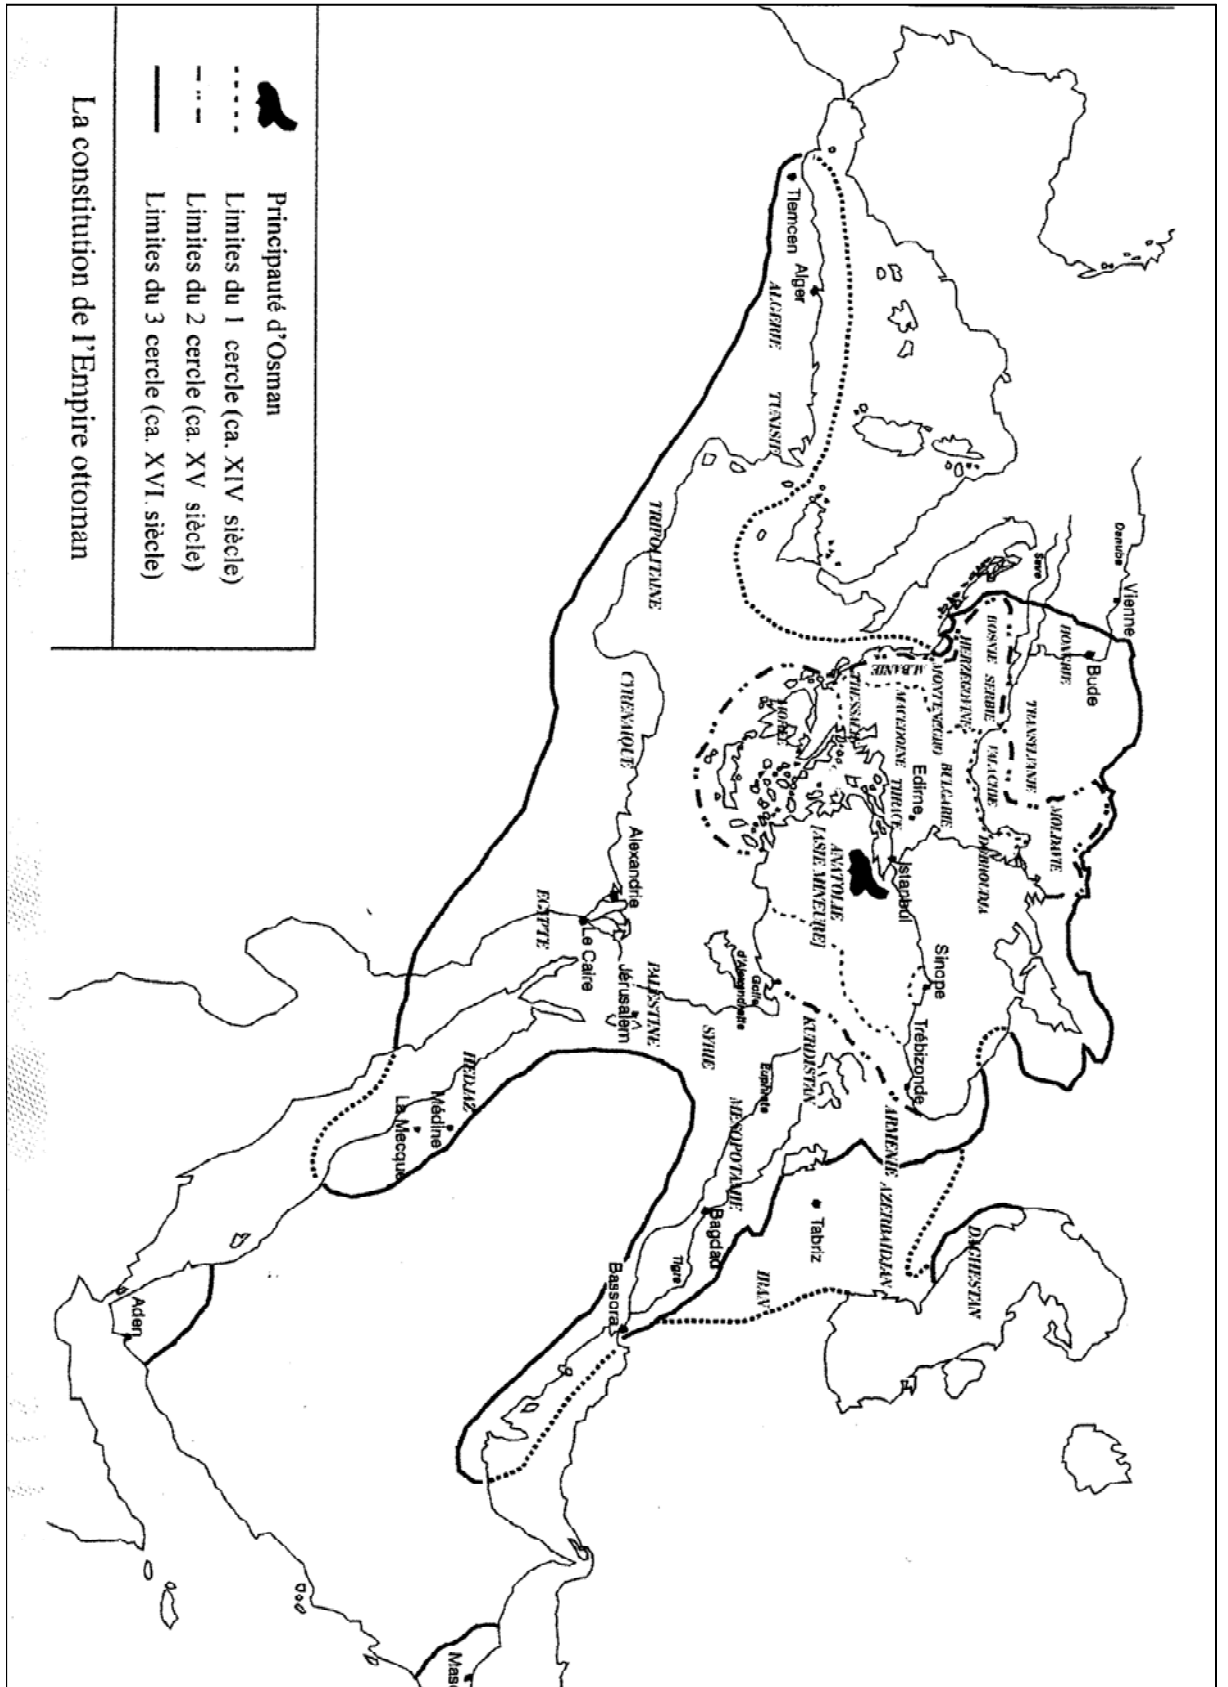 Vienne
Danube
Save
Bude
HONGRIE
TRANSYLVANIE
MOLDAVIE
BOSNIE
SERBIE
VALACHIE
HERZEGOVINE
DOBROUDJA
MONTENEGRO
BULGARIE
ALBANIE
MACEDOINE
THRACE
Edirne
Istanbul
THESSALIE
MOREE
ANATOLIE
[ASIE MINEURE]
Sinope
Trébizonde
DAGHESTAN
ARMENIE
AZERBAIDJAN
Tabriz
KURDISTAN
Golfe
d'Alexandrette
SYRIE
Euphrate
MESOPOTAMIE
Bagdad
Tigre
IRAN
Bassora
Tlemcen
Alger
ALGERIE
TUNISIE
TRIPOLITAINE
CYRENAIQUE
Alexandrie
Le Caire
EGYPTE
Jérusalem
PALESTINE
HEDJAZ
Médine
La Mecque
Aden
Principauté d'Osman
Limites du 1 cercle (ca. XIV siècle)
Limites du 2 cercle (ca. XV siècle)
Limites du 3 cercle (ca. XVI. siècle)
La constitution de l'Empire ottoman